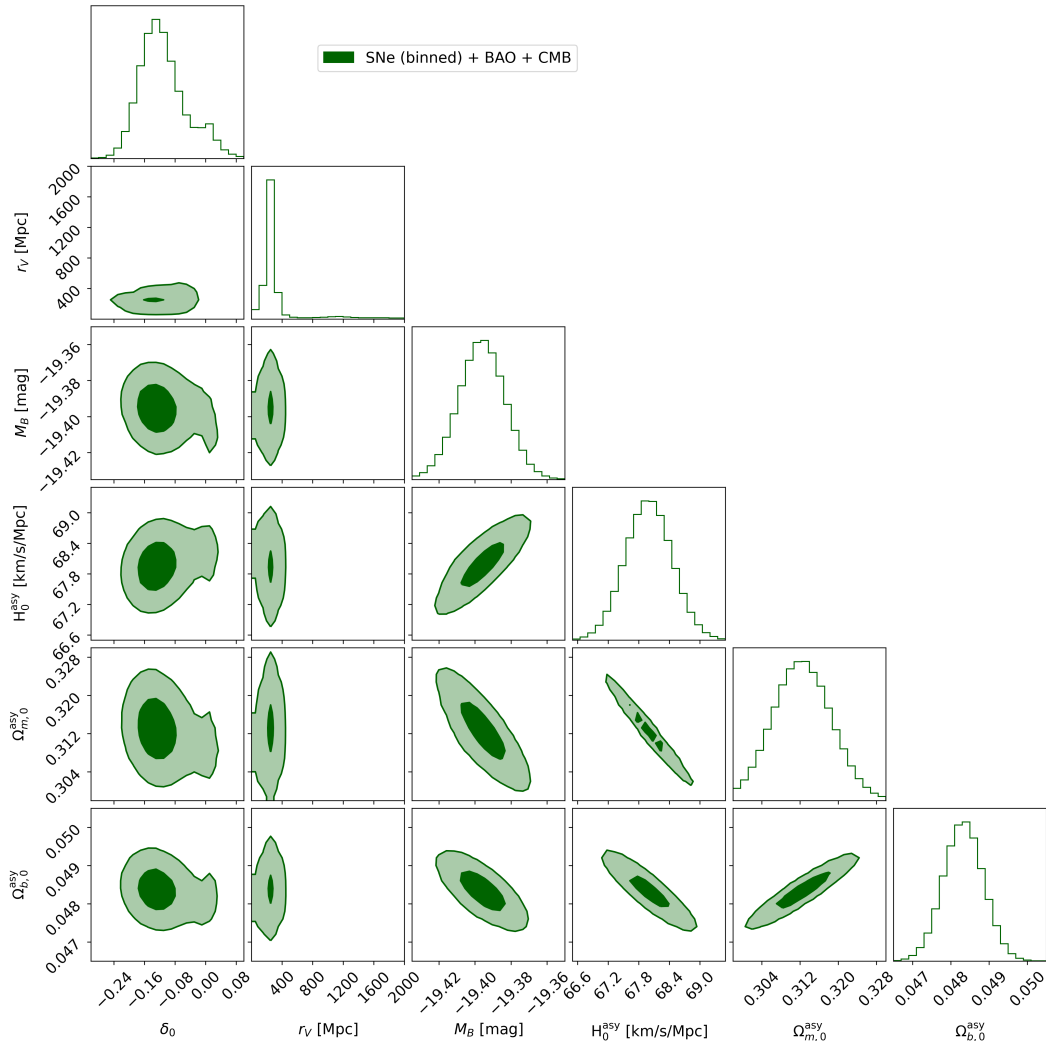 SNe (binned) + BAO + CMB
r_V [Mpc]
2000
1600
1200
800
400
M_B [mag]
−19.36
−19.38
−19.40
−19.42
H_0^asy [km/s/Mpc]
69.0
68.4
67.8
67.2
66.6
Ω_m,0^asy
0.328
0.320
0.312
0.304
Ω_b,0^asy
0.050
0.049
0.048
0.047
−0.24 −0.16 −0.08 0.00 0.08
400 800 1200 1600 2000
−19.42 −19.40 −19.38 −19.36
66.6 67.2 67.8 68.4 69.0
0.304 0.312 0.320 0.328
0.047 0.048 0.049 0.050
δ_0
r_V [Mpc]
M_B [mag]
H_0^asy [km/s/Mpc]
Ω_m,0^asy
Ω_b,0^asy